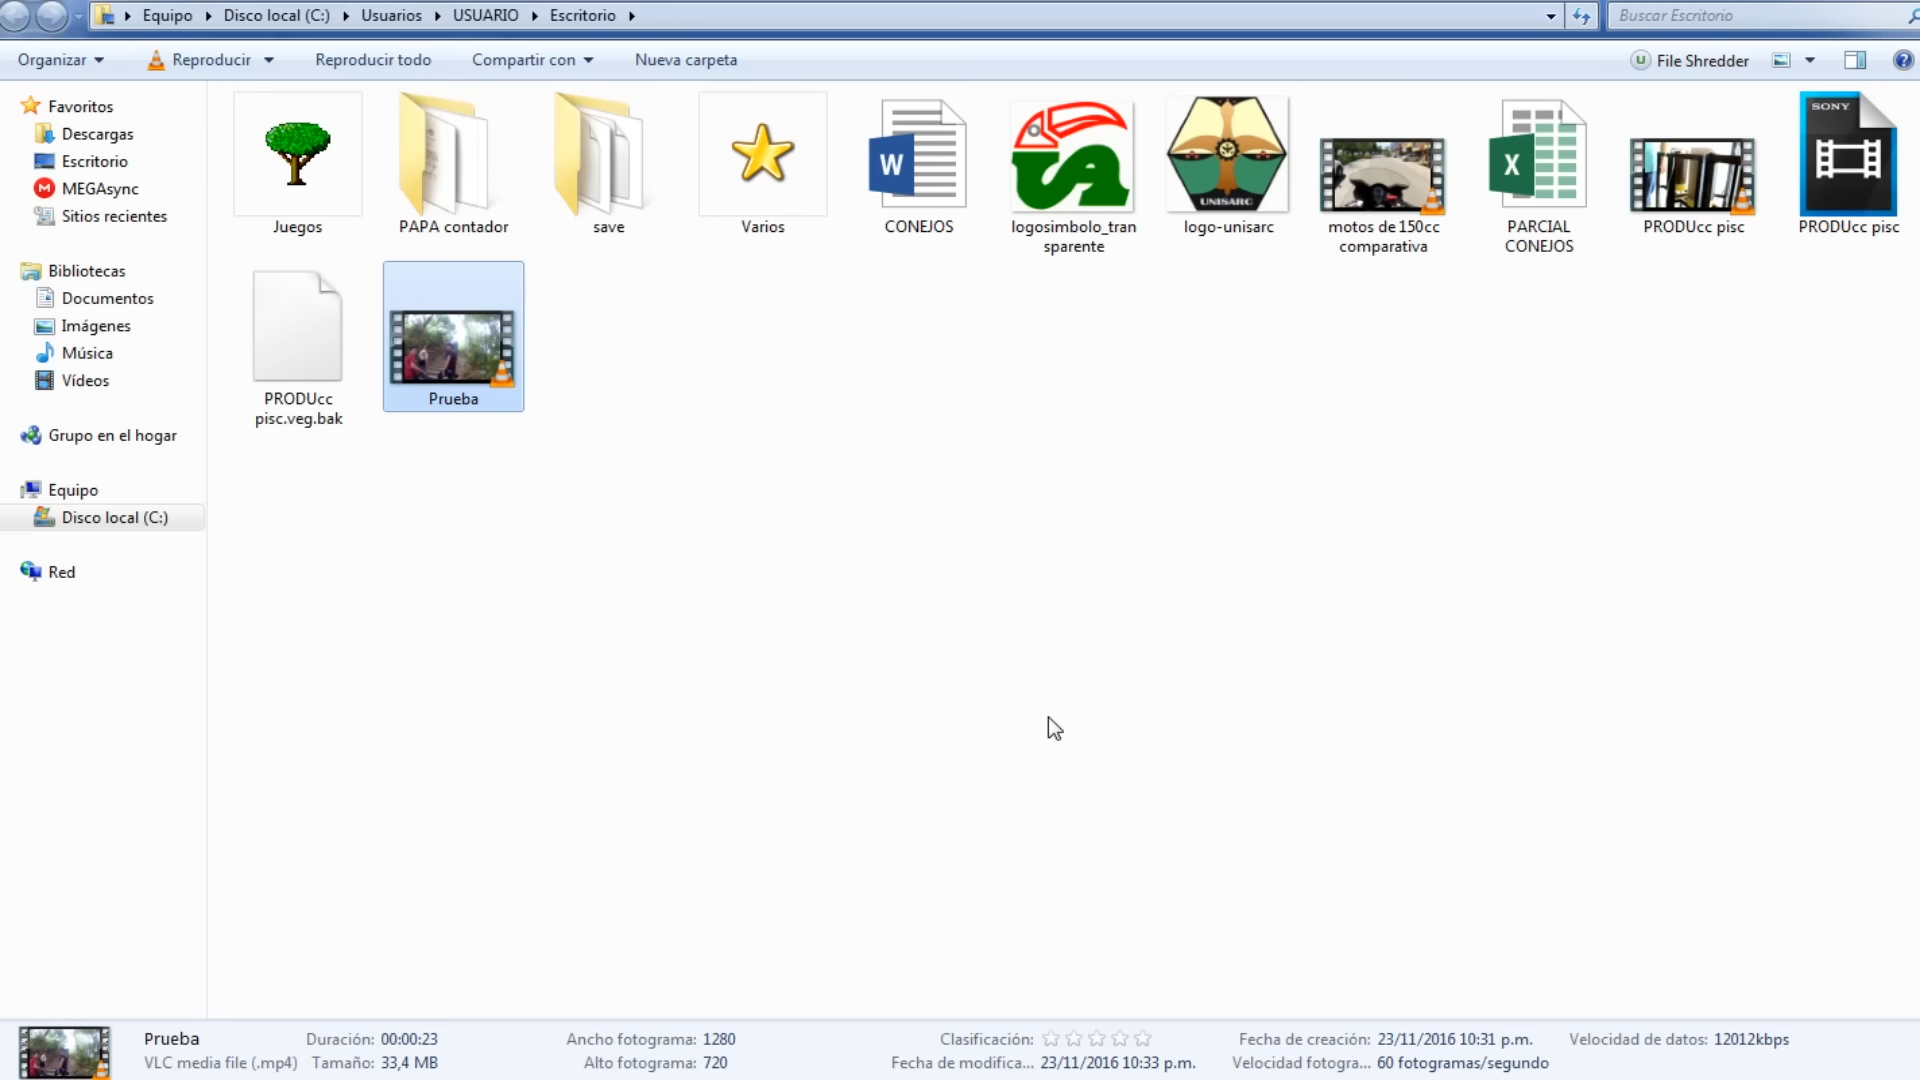 Equipo Disco local (C:) Usuarios USUARIO Escritorio Buscar Escritorio
Organizar Reproducir Reproducir todo Compartir con Nueva carpeta U File Shredder ?
Favoritos
Descargas
Escritorio
M MEGAsync
Sitios recientes
Bibliotecas
Documentos
Imágenes
Música
Vídeos
Grupo en el hogar
Equipo
Disco local (C:)
Red
Juegos
PAPA contador
save
Varios
W
CONEJOS
logosimbolo_tran
sparente
UNISARC
logo-unisarc
motos de 150cc
comparativa
X
PARCIAL
CONEJOS
PRODUcc pisc
SONY
PRODUcc pisc
PRODUcc
pisc.veg.bak
Prueba
Prueba Duración: 00:00:23 Ancho fotograma: 1280 Clasificación: Fecha de creación: 23/11/2016 10:31 p.m. Velocidad de datos: 12012kbps
VLC media file (.mp4) Tamaño: 33,4 MB Alto fotograma: 720 Fecha de modifica... 23/11/2016 10:33 p.m. Velocidad fotogra... 60 fotogramas/segundo